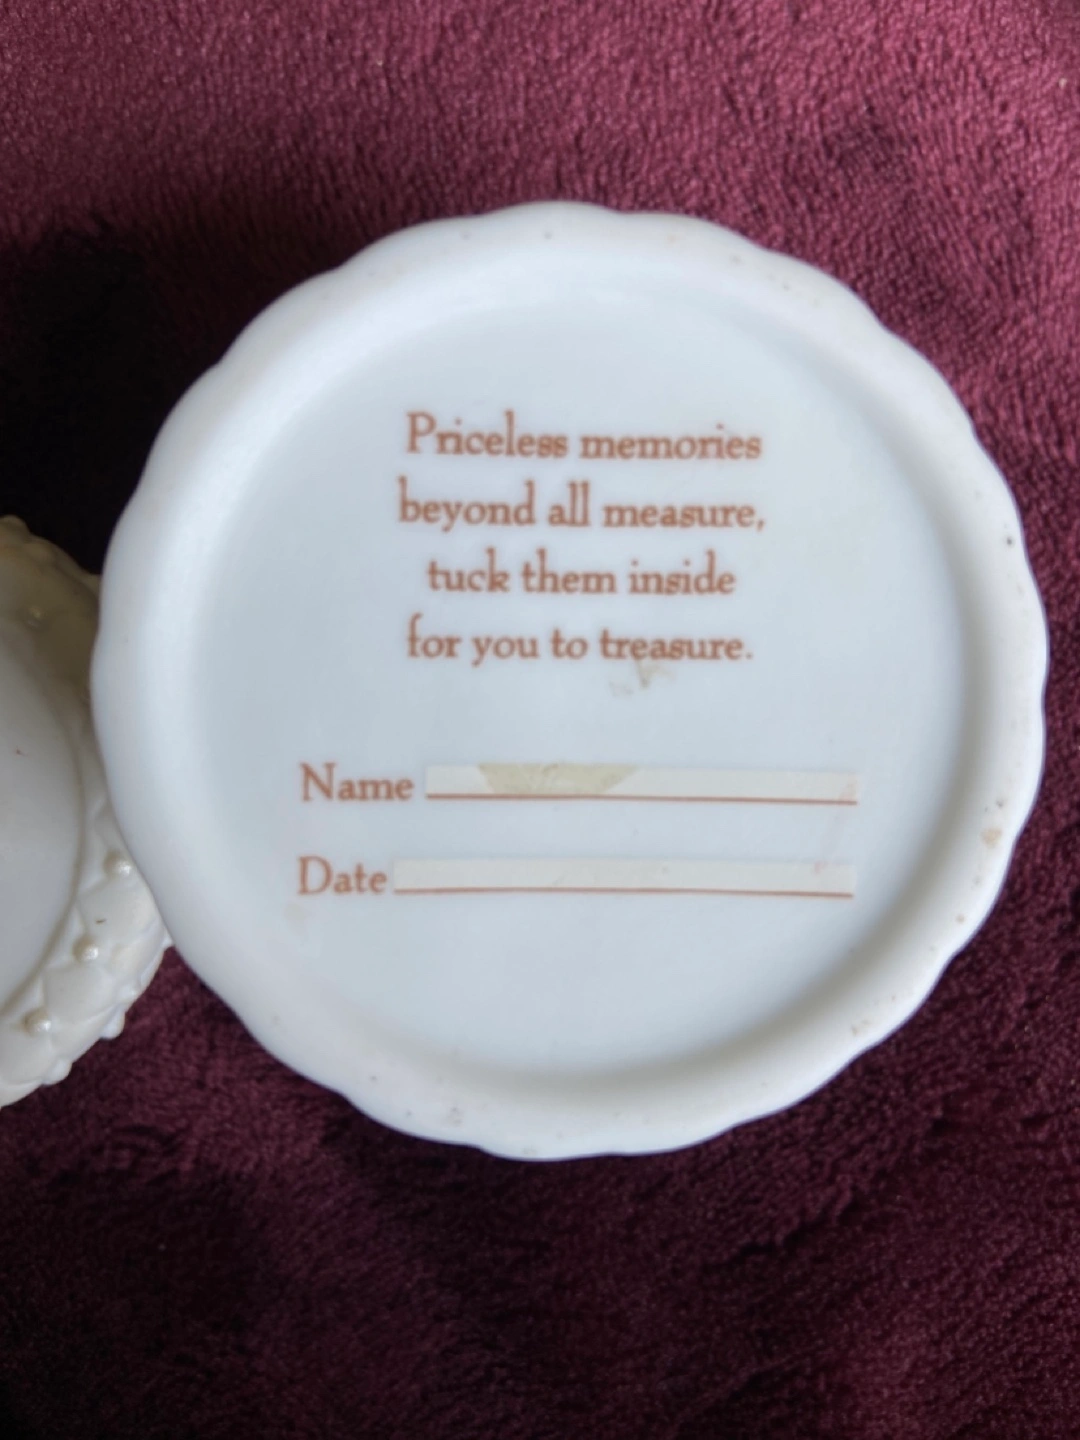 Priceless memories
beyond all measure,
tuck them inside
for you to treasure.
Name
Date